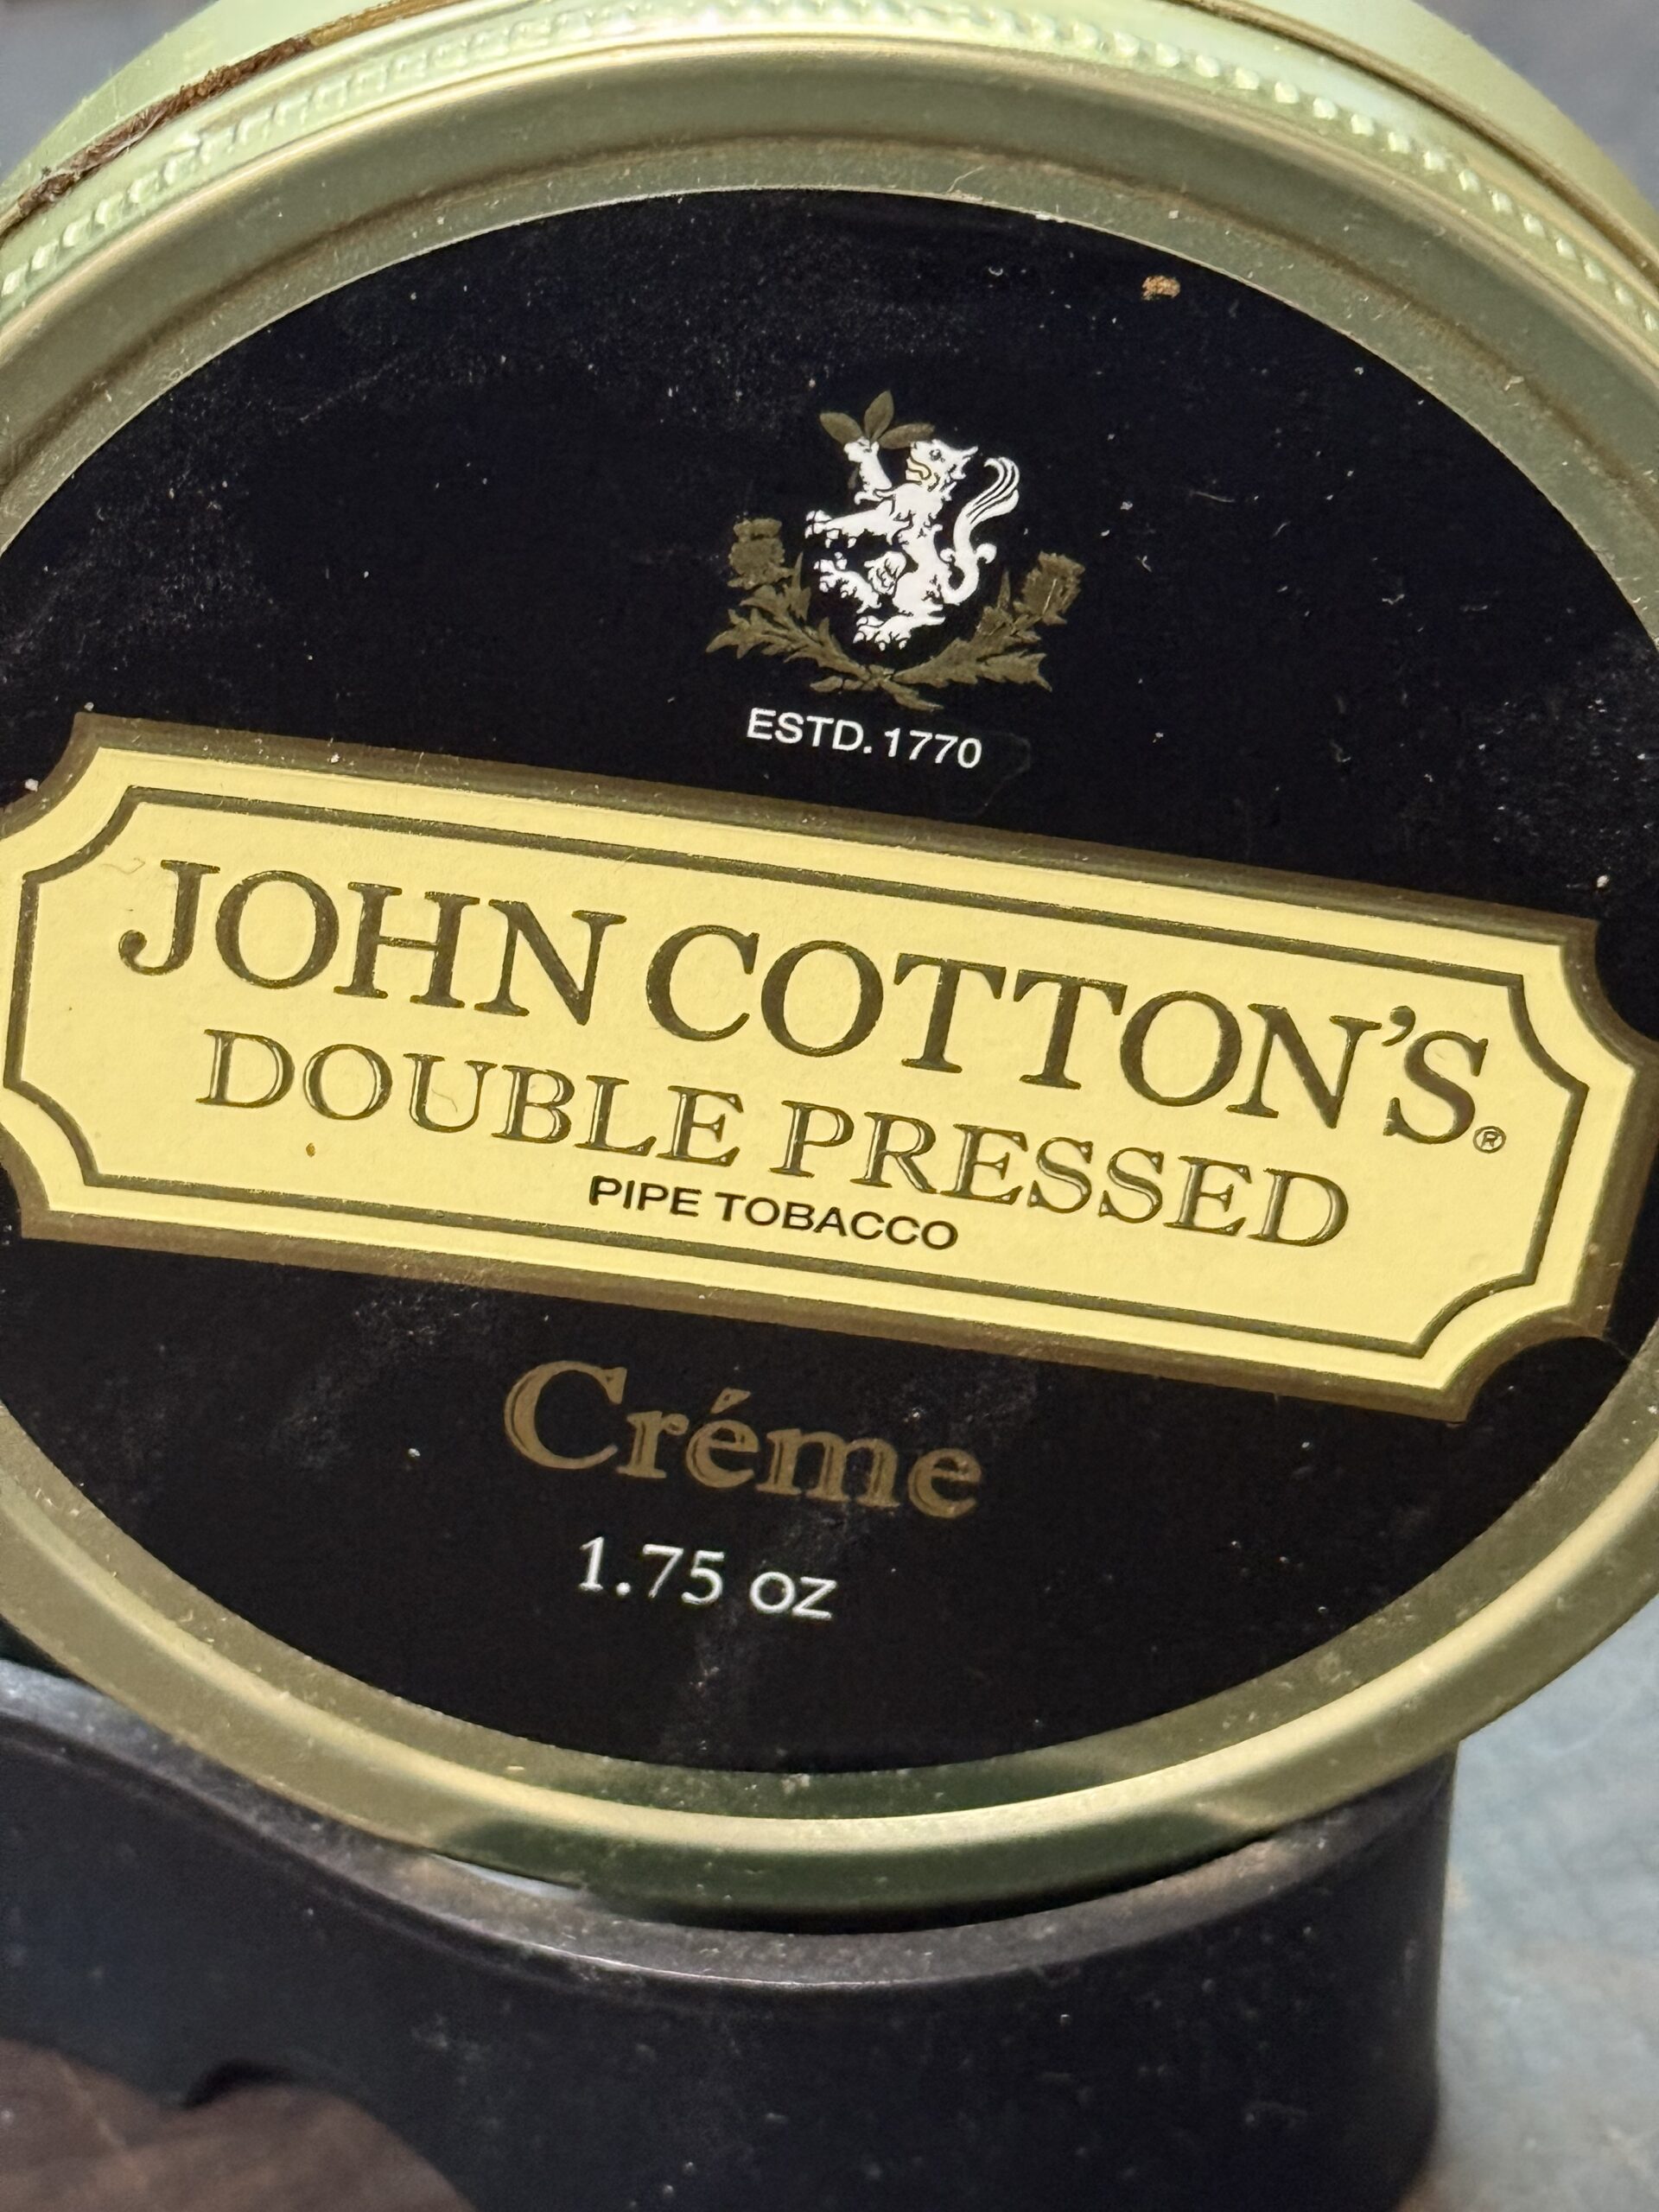 ESTD. 1770
JOHN COTTON'S®
DOUBLE PRESSED
PIPE TOBACCO
Créme
1.75 oz